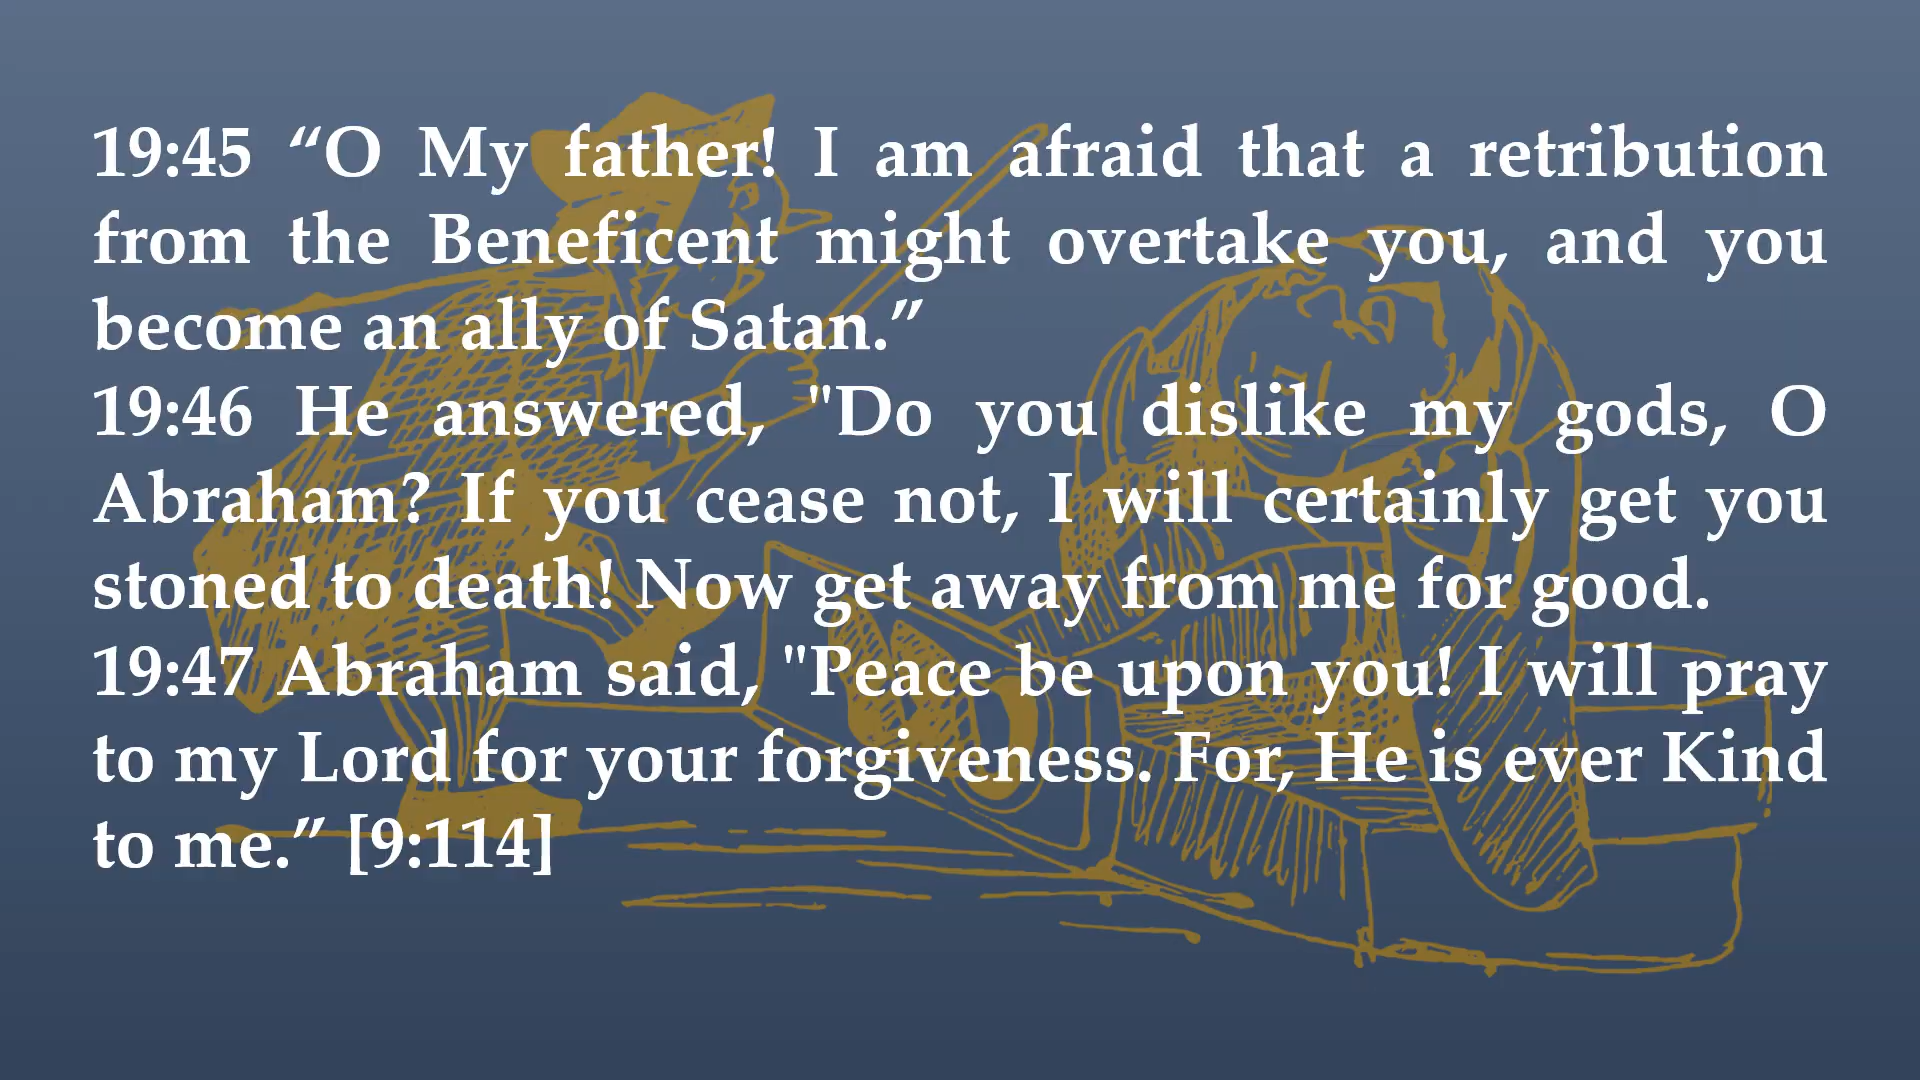 19:45 “O My father! I am afraid that a retribution
from the Beneficent might overtake you, and you
become an ally of Satan.”
19:46 He answered, "Do you dislike my gods, O
Abraham? If you cease not, I will certainly get you
stoned to death! Now get away from me for good.
19:47 Abraham said, "Peace be upon you! I will pray
to my Lord for your forgiveness. For, He is ever Kind
to me.” [9:114]